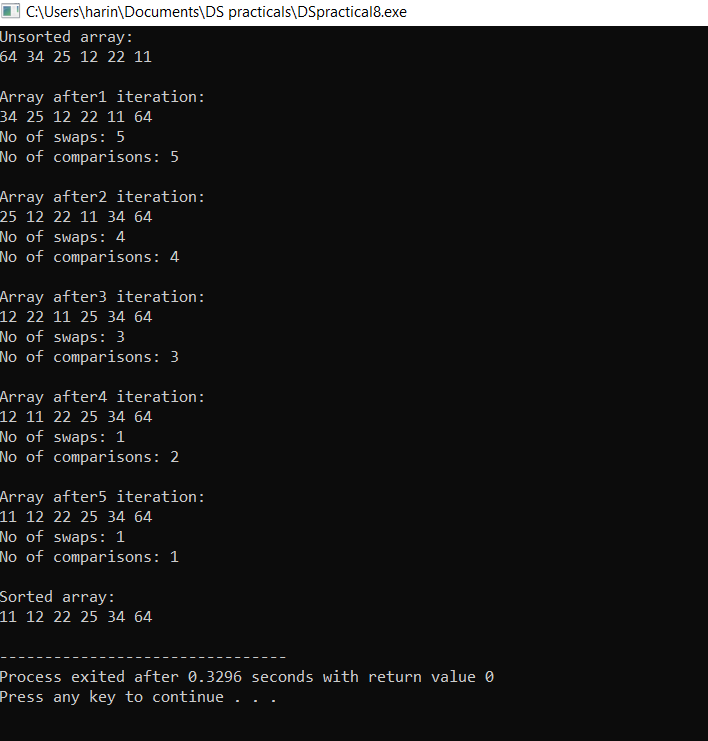 C:\Users\harin\Documents\DS practicals\DSpractical8.exe
Unsorted array:
64 34 25 12 22 11
Array after1 iteration:
34 25 12 22 11 64
No of swaps: 5
No of comparisons: 5
Array after2 iteration:
25 12 22 11 34 64
No of swaps: 4
No of comparisons: 4
Array after3 iteration:
12 22 11 25 34 64
No of swaps: 3
No of comparisons: 3
Array after4 iteration:
12 11 22 25 34 64
No of swaps: 1
No of comparisons: 2
Array after5 iteration:
11 12 22 25 34 64
No of swaps: 1
No of comparisons: 1
Sorted array:
11 12 22 25 34 64
--------------------------------
Process exited after 0.3296 seconds with return value 0
Press any key to continue . . .